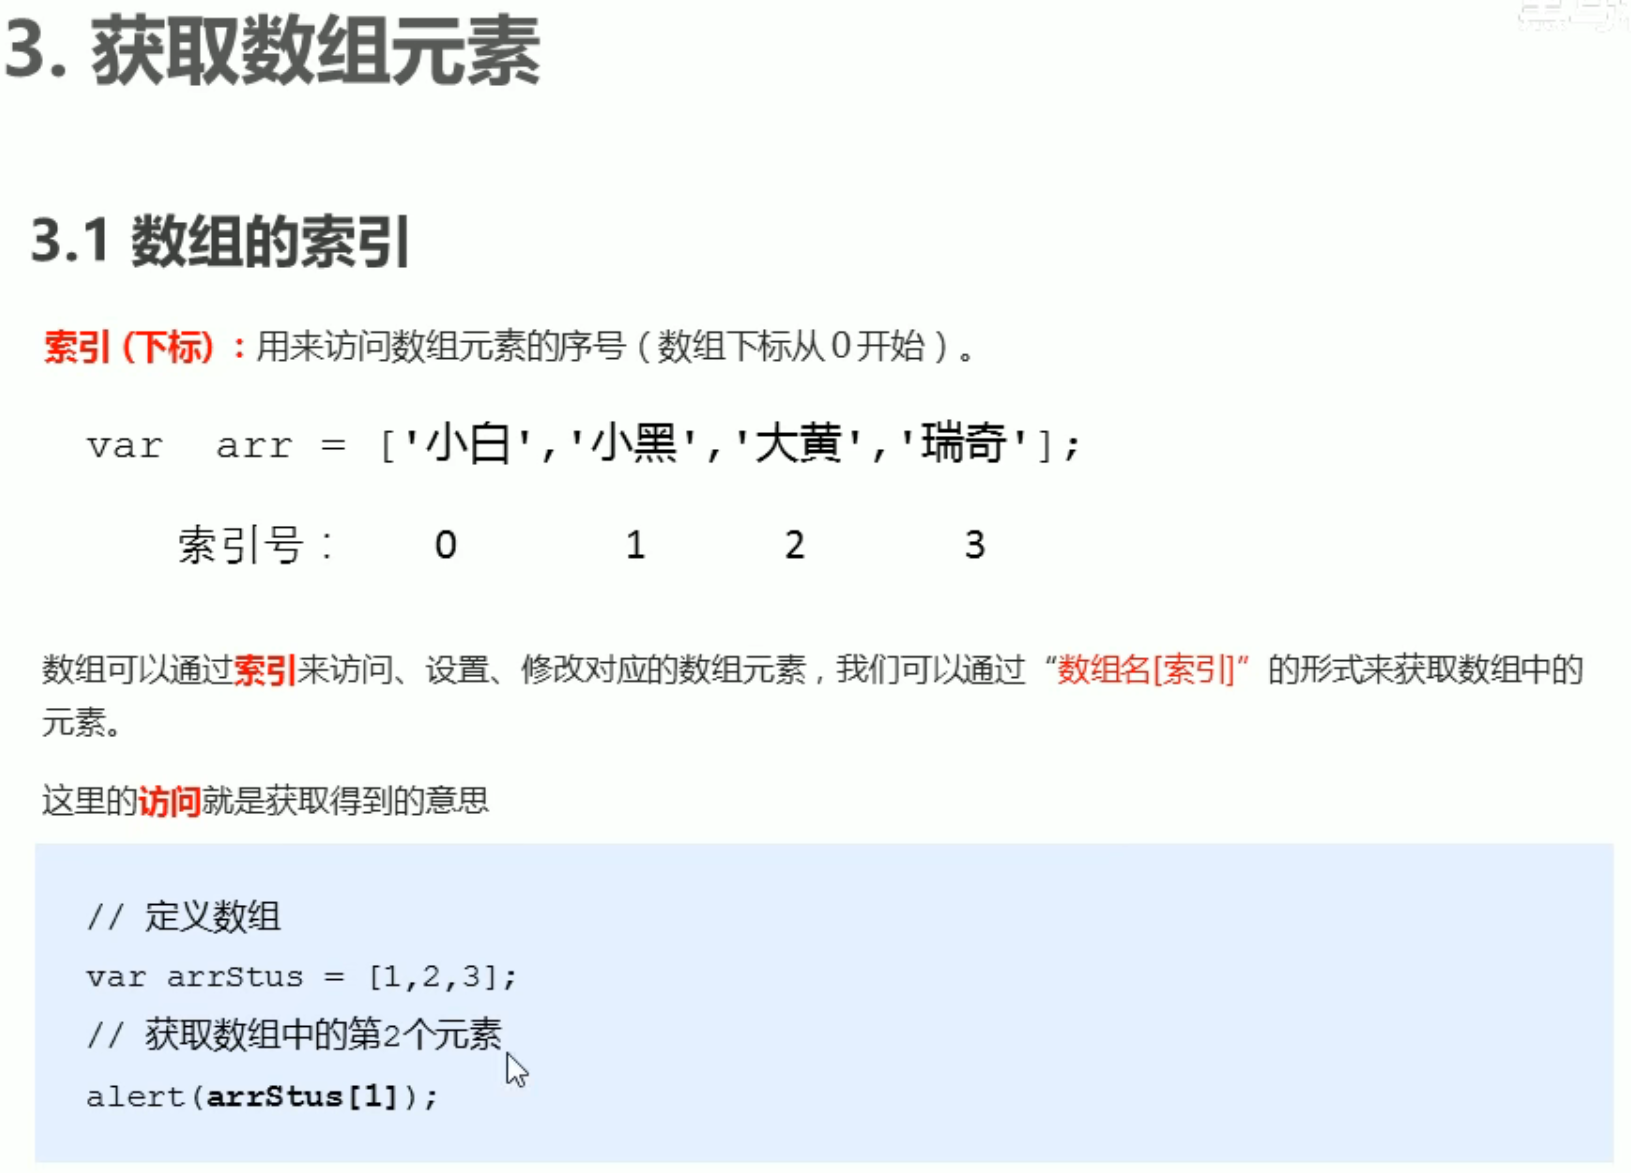 3. 获取数组元素
3.1 数组的索引
索引 (下标) ：用来访问数组元素的序号（数组下标从 0 开始）。
var  arr = ['小白','小黑','大黄','瑞奇'];
索引号： 0 1 2 3
数组可以通过索引来访问、设置、修改对应的数组元素，我们可以通过“数组名[索引]”的形式来获取数组中的
元素。
这里的访问就是获取得到的意思
// 定义数组
var arrStus = [1,2,3];
// 获取数组中的第2个元素
alert(arrStus[1]);